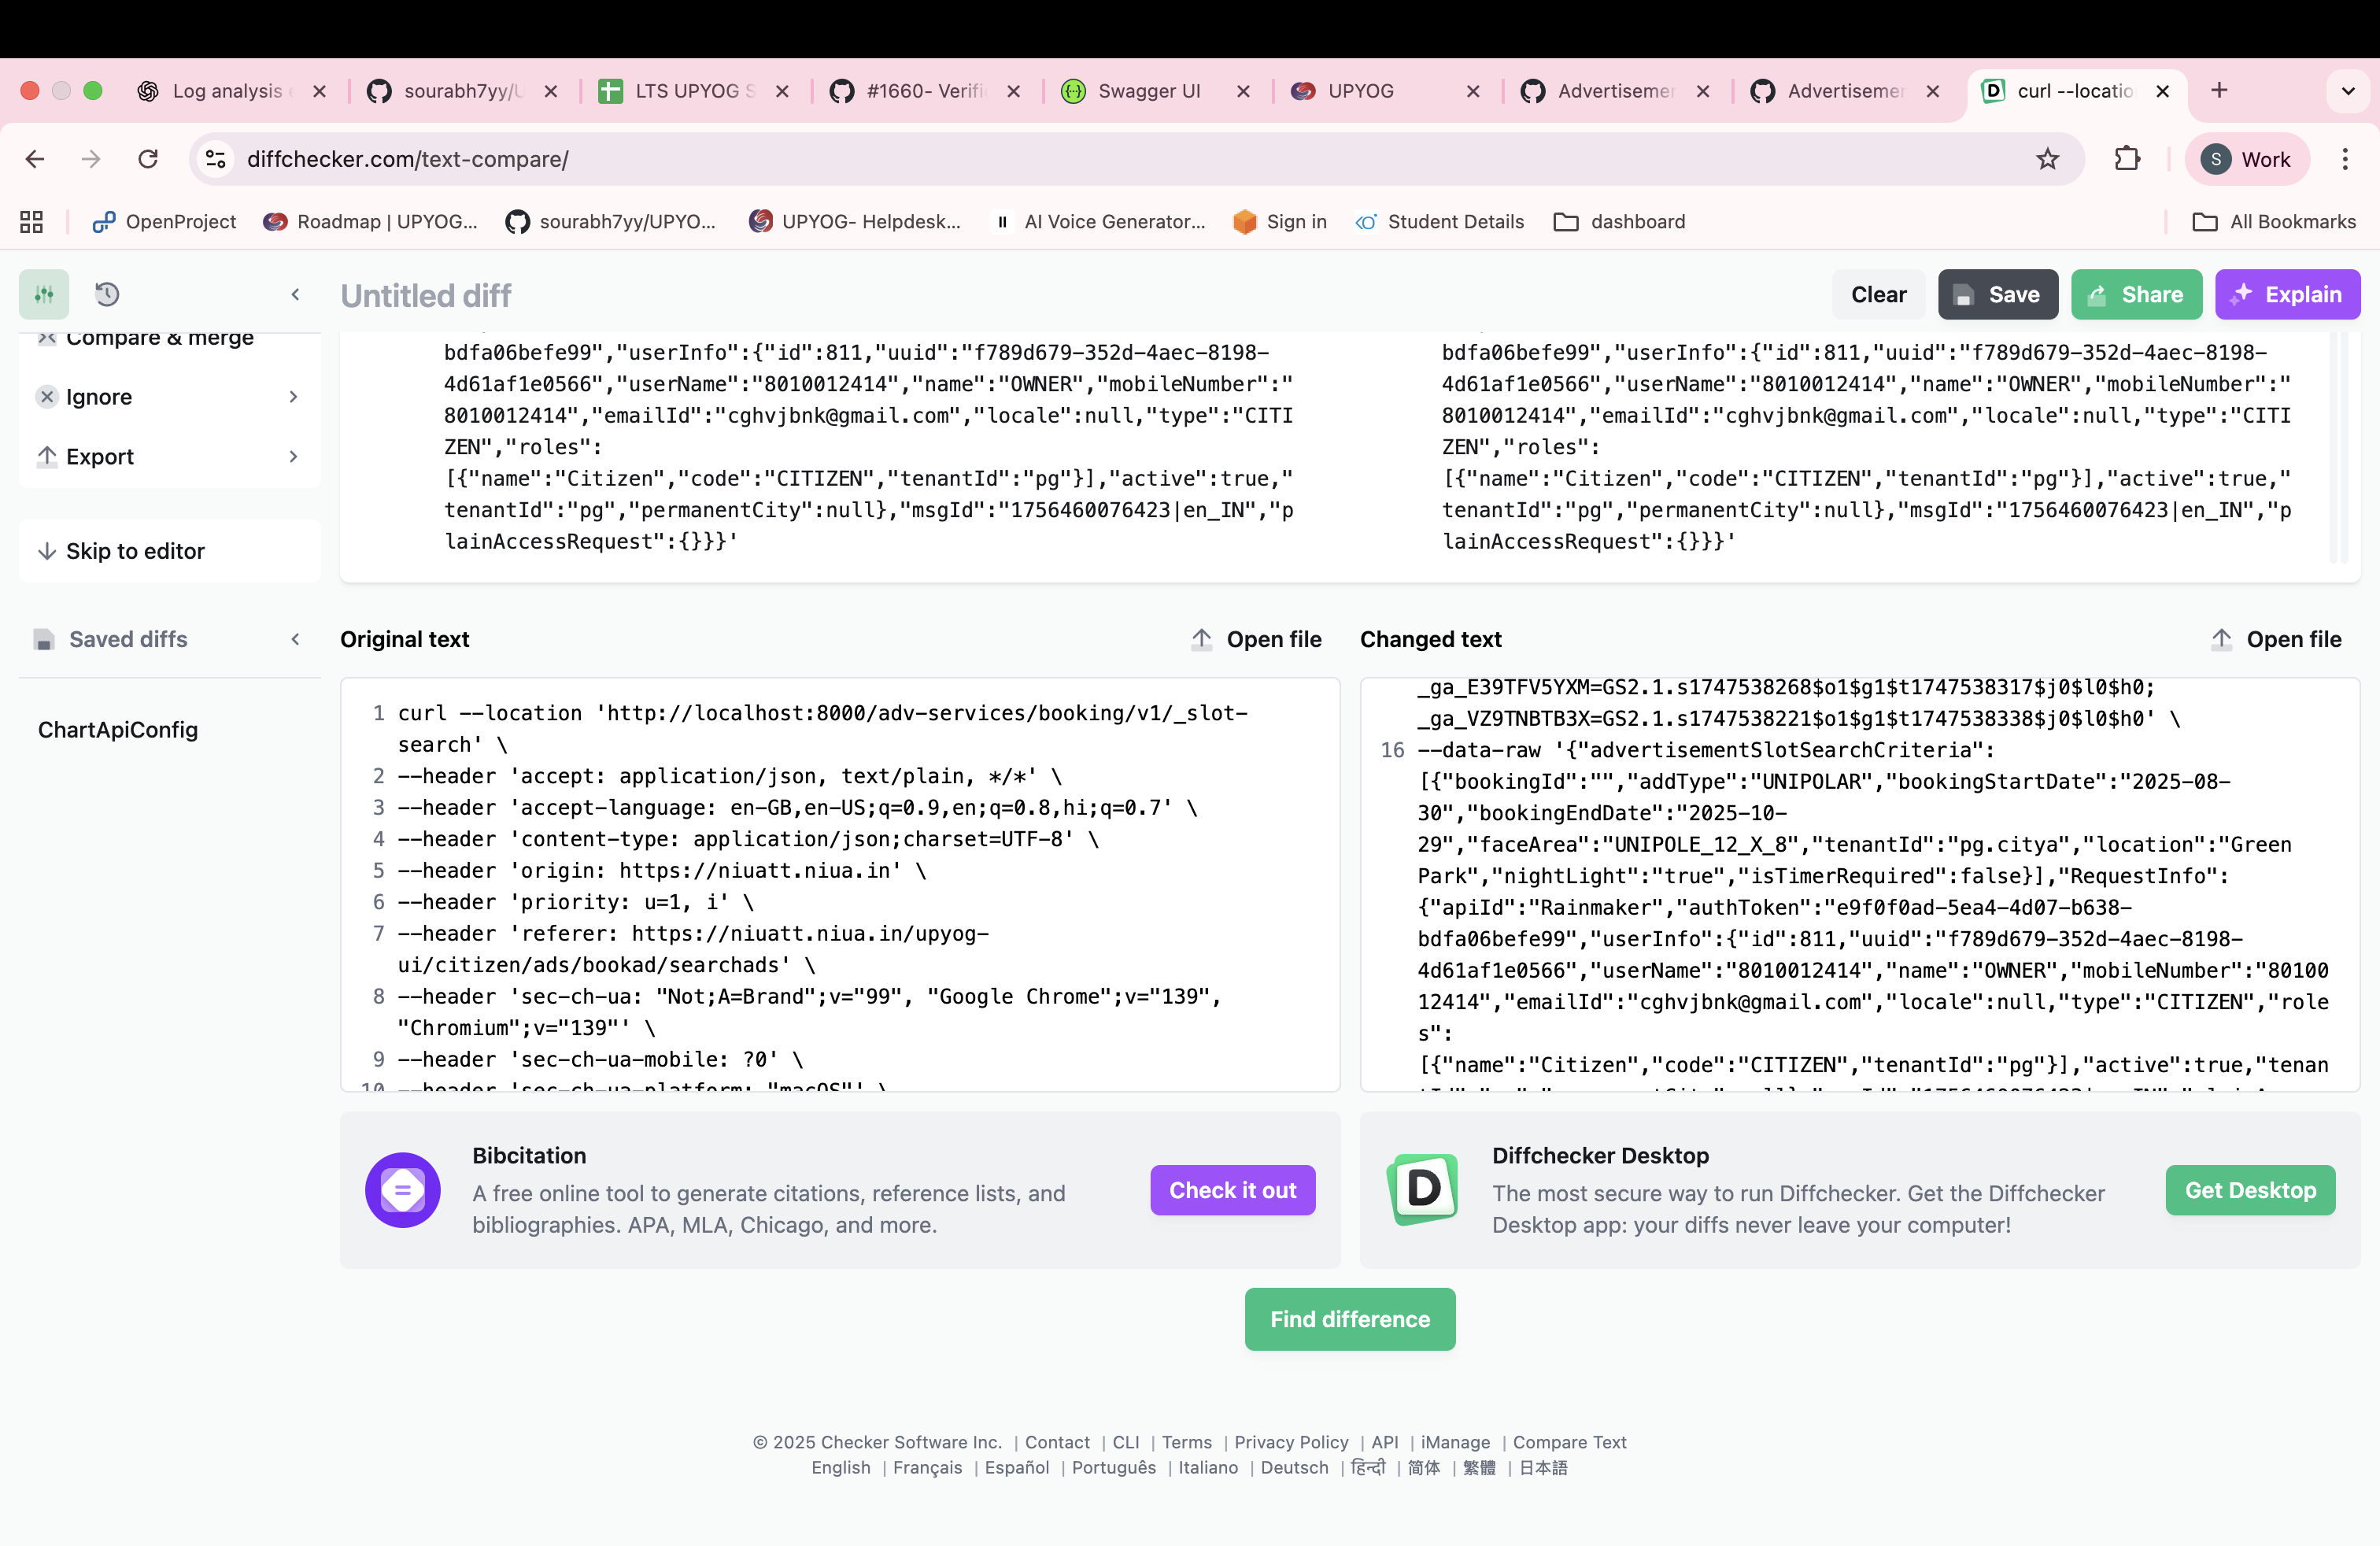 Log analysis
sourabh7yy/U
LTS UPYOG S
#1660- Verifi
Swagger UI
UPYOG
Advertisemer
Advertisemer
curl --locatio
diffchecker.com/text-compare/
S Work
OpenProject
Roadmap | UPYOG...
sourabh7yy/UPYO...
UPYOG- Helpdesk...
AI Voice Generator...
Sign in
Student Details
dashboard
All Bookmarks
Untitled diff
Clear
Save
Share
Explain
Compare & merge
Ignore
Export
Skip to editor
Saved diffs
ChartApiConfig
bdfa06befe99","userInfo":{"id":811,"uuid":"f789d679-352d-4aec-8198-
4d61af1e0566","userName":"8010012414","name":"OWNER","mobileNumber":"
8010012414","emailId":"cghvjbnk@gmail.com","locale":null,"type":"CITI
ZEN","roles":
[{"name":"Citizen","code":"CITIZEN","tenantId":"pg"}],"active":true,"
tenantId":"pg","permanentCity":null},"msgId":"1756460076423|en_IN","p
lainAccessRequest":{}}}'
bdfa06befe99","userInfo":{"id":811,"uuid":"f789d679-352d-4aec-8198-
4d61af1e0566","userName":"8010012414","name":"OWNER","mobileNumber":"
8010012414","emailId":"cghvjbnk@gmail.com","locale":null,"type":"CITI
ZEN","roles":
[{"name":"Citizen","code":"CITIZEN","tenantId":"pg"}],"active":true,"
tenantId":"pg","permanentCity":null},"msgId":"1756460076423|en_IN","p
lainAccessRequest":{}}}'
Original text
Open file
1 curl --location 'http://localhost:8000/adv-services/booking/v1/_slot-
search' \
2 --header 'accept: application/json, text/plain, */*' \
3 --header 'accept-language: en-GB,en-US;q=0.9,en;q=0.8,hi;q=0.7' \
4 --header 'content-type: application/json;charset=UTF-8' \
5 --header 'origin: https://niuatt.niua.in' \
6 --header 'priority: u=1, i' \
7 --header 'referer: https://niuatt.niua.in/upyog-
ui/citizen/ads/bookad/searchads' \
8 --header 'sec-ch-ua: "Not;A=Brand";v="99", "Google Chrome";v="139",
"Chromium";v="139"' \
9 --header 'sec-ch-ua-mobile: ?0' \
10 --header 'sec-ch-ua-platform: "macOS"' \
Changed text
Open file
_ga_E39TFV5YXM=GS2.1.s1747538268$o1$g1$t1747538317$j0$l0$h0;
_ga_VZ9TNBTB3X=GS2.1.s1747538221$o1$g1$t1747538338$j0$l0$h0' \
16 --data-raw '{"advertisementSlotSearchCriteria":
[{"bookingId":"","addType":"UNIPOLAR","bookingStartDate":"2025-08-
30","bookingEndDate":"2025-10-
29","faceArea":"UNIPOLE_12_X_8","tenantId":"pg.citya","location":"Green
Park","nightLight":"true","isTimerRequired":false}],"RequestInfo":
{"apiId":"Rainmaker","authToken":"e9f0f0ad-5ea4-4d07-b638-
bdfa06befe99","userInfo":{"id":811,"uuid":"f789d679-352d-4aec-8198-
4d61af1e0566","userName":"8010012414","name":"OWNER","mobileNumber":"80100
12414","emailId":"cghvjbnk@gmail.com","locale":null,"type":"CITIZEN","role
s":
[{"name":"Citizen","code":"CITIZEN","tenantId":"pg"}],"active":true,"tenan
Bibcitation
A free online tool to generate citations, reference lists, and
bibliographies. APA, MLA, Chicago, and more.
Check it out
Diffchecker Desktop
The most secure way to run Diffchecker. Get the Diffchecker
Desktop app: your diffs never leave your computer!
Get Desktop
Find difference
© 2025 Checker Software Inc. | Contact | CLI | Terms | Privacy Policy | API | iManage | Compare Text
English | Français | Español | Português | Italiano | Deutsch | हिन्दी | 简体 | 繁體 | 日本語